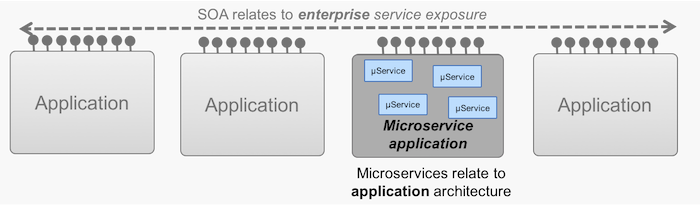 SOA relates to enterprise service exposure
Application
Application
µService
µService
µService
µService
Microservice
application
Application
Microservices relate to
application architecture